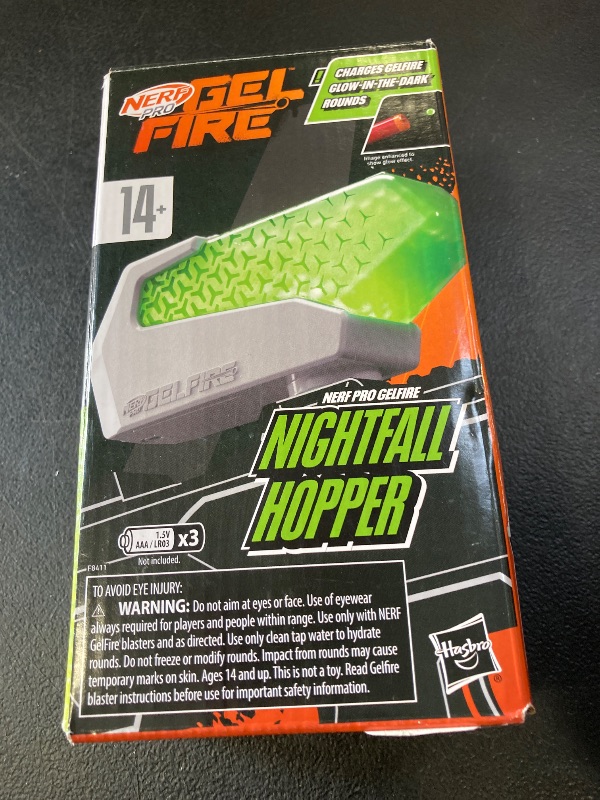 NERF
PRO
GEL
FIRE™
CHARGES GELFIRE
GLOW-IN-THE-DARK
ROUNDS
Image enhanced to
show glow effect.
14+
NERF
GELFIRE
NERF PRO GELFIRE
NIGHTFALL
HOPPER
1.5V
AAA / LR03
x3
Not included.
F8411
TO AVOID EYE INJURY:
⚠ WARNING: Do not aim at eyes or face. Use of eyewear
always required for players and people within range. Use only with NERF
GelFire blasters and as directed. Use only clean tap water to hydrate
rounds. Do not freeze or modify rounds. Impact from rounds may cause
temporary marks on skin. Ages 14 and up. This is not a toy. Read Gelfire
blaster instructions before use for important safety information.
Hasbro
®